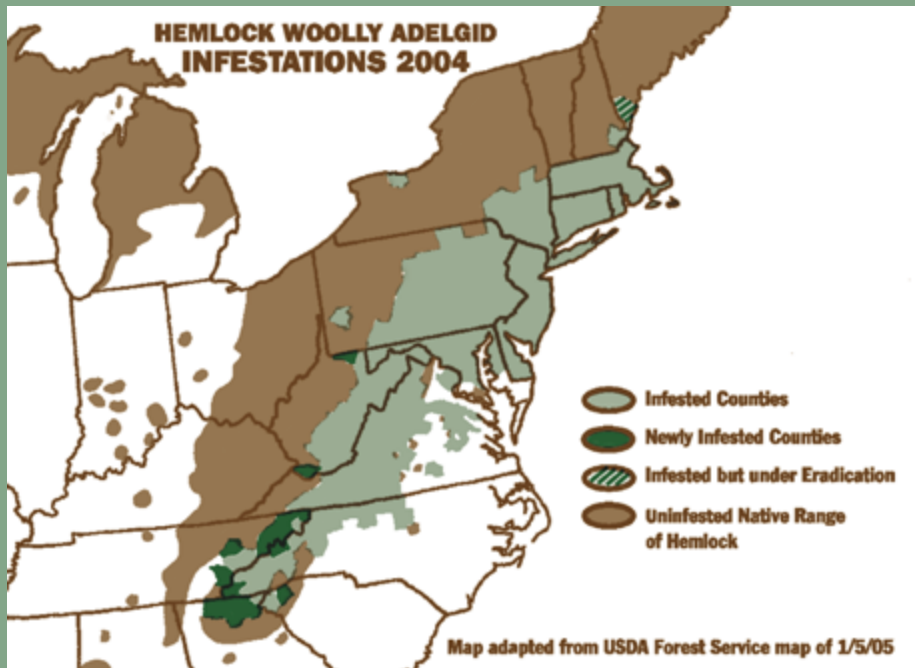 HEMLOCK WOOLLY ADELGID
INFESTATIONS 2004
Infested Counties
Newly Infested Counties
Infested but under Eradication
Uninfested Native Range
of Hemlock
Map adapted from USDA Forest Service map of 1/5/05